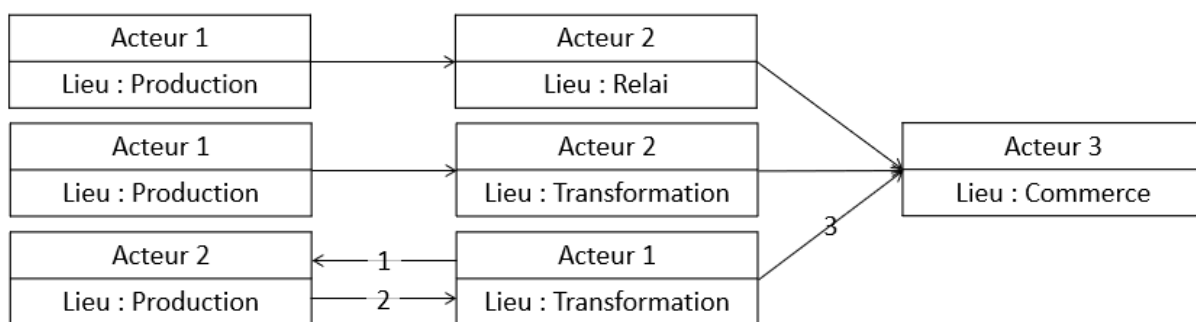 Acteur 1
Lieu : Production
Acteur 2
Lieu : Relai
Acteur 1
Lieu : Production
Acteur 2
Lieu : Transformation
Acteur 3
Lieu : Commerce
Acteur 2
Lieu : Production
1
2
Acteur 1
Lieu : Transformation
3